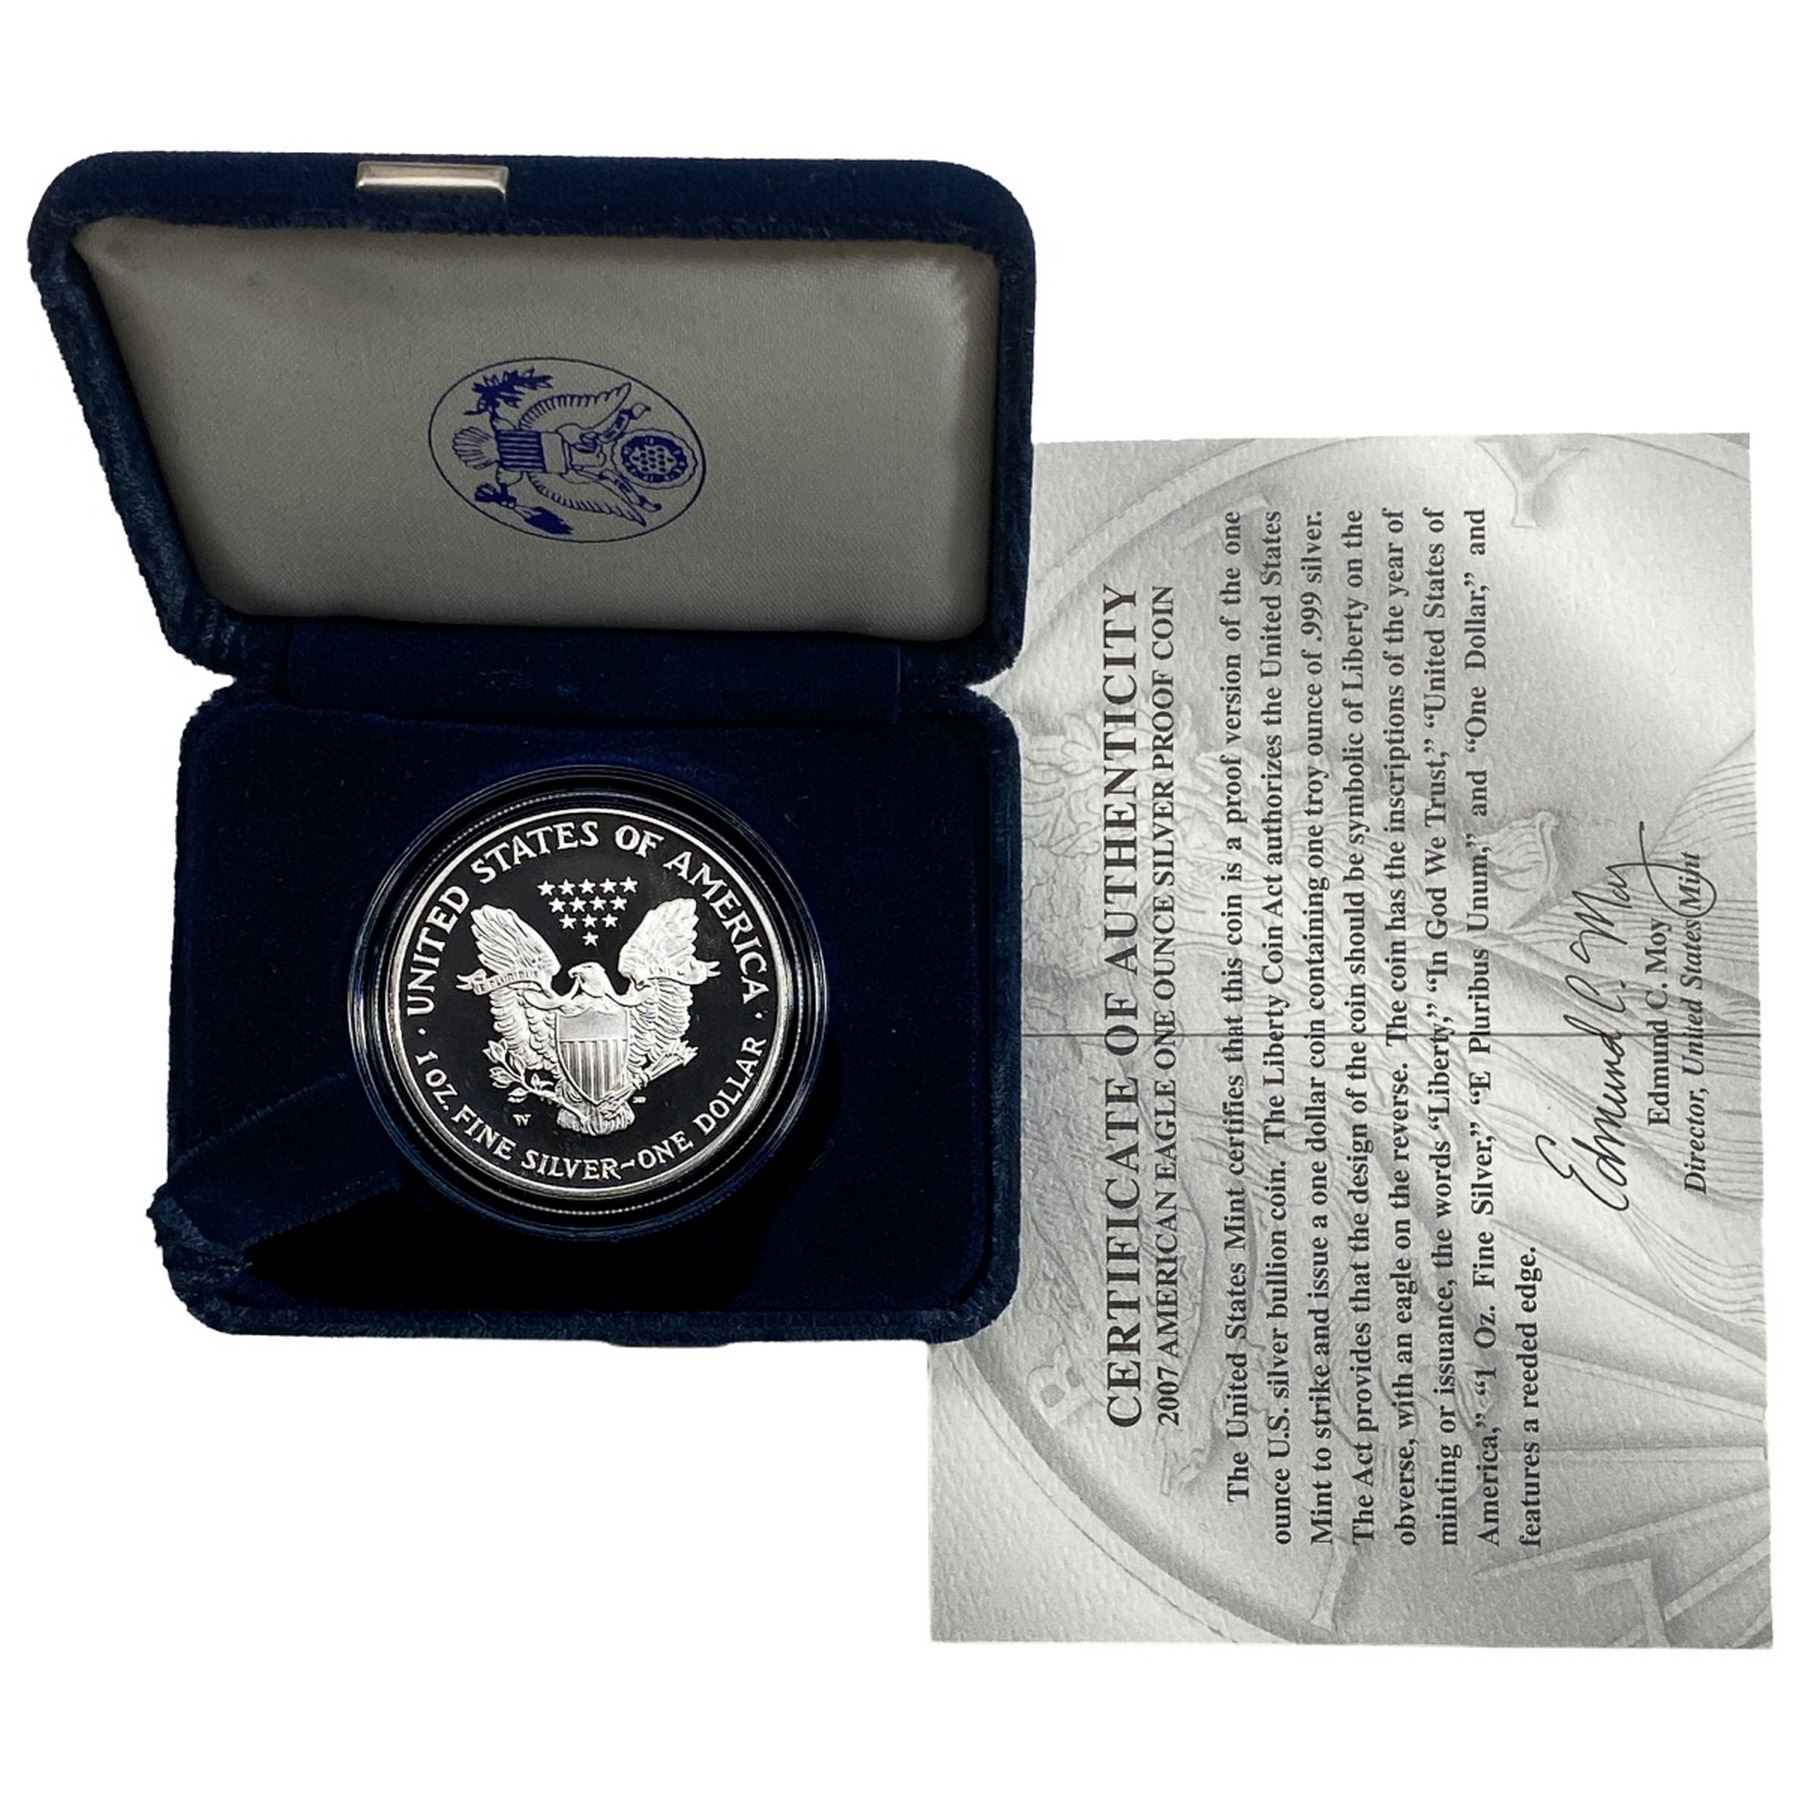 · UNITED STATES OF AMERICA ·
W
1 OZ. FINE SILVER~ONE DOLLAR
CERTIFICATE OF AUTHENTICITY
2007 AMERICAN EAGLE ONE OUNCE SILVER PROOF COIN
The United States Mint certifies that this coin is a proof version of the one
ounce U.S. silver bullion coin. The Liberty Coin Act authorizes the United States
Mint to strike and issue a one dollar coin containing one troy ounce of .999 silver.
The Act provides that the design of the coin should be symbolic of Liberty on the
obverse, with an eagle on the reverse. The coin has the inscriptions of the year of
minting or issuance, the words “Liberty,” “In God We Trust,” “United States of
America,” “1 Oz. Fine Silver,” “E Pluribus Unum,” and “One Dollar,” and
features a reeded edge.
Edmund C. Moy
Edmund C. Moy
Director, United States Mint